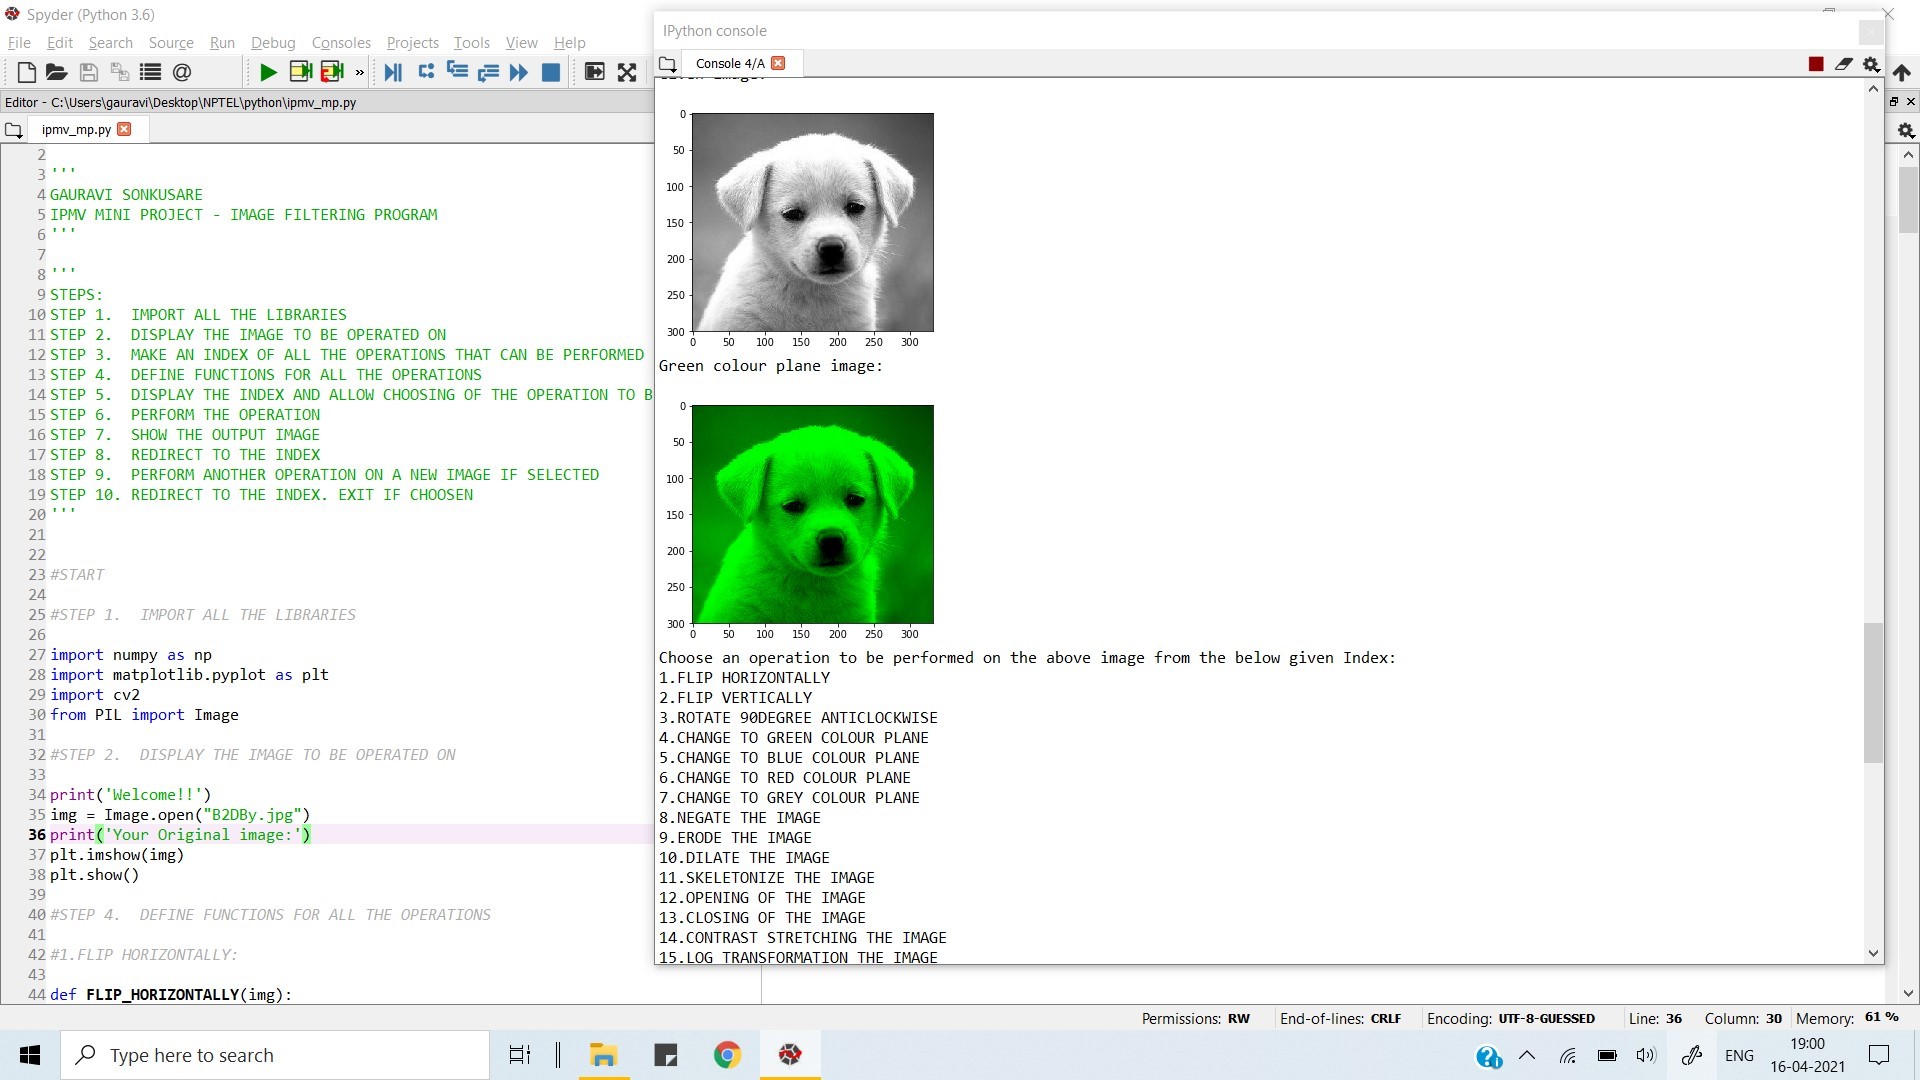 Spyder (Python 3.6)
File Edit Search Source Run Debug Consoles Projects Tools View Help
Editor - C:\Users\gauravi\Desktop\NPTEL\python\ipmv_mp.py
ipmv_mp.py
2
3 '''
4 GAURAVI SONKUSARE
5 IPMV MINI PROJECT - IMAGE FILTERING PROGRAM
6 '''
7
8 '''
9 STEPS:
10 STEP 1.  IMPORT ALL THE LIBRARIES
11 STEP 2.  DISPLAY THE IMAGE TO BE OPERATED ON
12 STEP 3.  MAKE AN INDEX OF ALL THE OPERATIONS THAT CAN BE PERFORMED
13 STEP 4.  DEFINE FUNCTIONS FOR ALL THE OPERATIONS
14 STEP 5.  DISPLAY THE INDEX AND ALLOW CHOOSING OF THE OPERATION TO B
15 STEP 6.  PERFORM THE OPERATION
16 STEP 7.  SHOW THE OUTPUT IMAGE
17 STEP 8.  REDIRECT TO THE INDEX
18 STEP 9.  PERFORM ANOTHER OPERATION ON A NEW IMAGE IF SELECTED
19 STEP 10. REDIRECT TO THE INDEX. EXIT IF CHOOSEN
20 '''
21
22
23 #START
24
25 #STEP 1.  IMPORT ALL THE LIBRARIES
26
27 import numpy as np
28 import matplotlib.pyplot as plt
29 import cv2
30 from PIL import Image
31
32 #STEP 2.  DISPLAY THE IMAGE TO BE OPERATED ON
33
34 print('Welcome!!')
35 img = Image.open("B2DBy.jpg")
36 print('Your Original image:')
37 plt.imshow(img)
38 plt.show()
39
40 #STEP 4.  DEFINE FUNCTIONS FOR ALL THE OPERATIONS
41
42 #1.FLIP HORIZONTALLY:
43
44 def FLIP_HORIZONTALLY(img):
IPython console
Console 4/A
0
50
100
150
200
250
300
0 50 100 150 200 250 300
Green colour plane image:
0
50
100
150
200
250
300
0 50 100 150 200 250 300
Choose an operation to be performed on the above image from the below given Index:
1.FLIP HORIZONTALLY
2.FLIP VERTICALLY
3.ROTATE 90DEGREE ANTICLOCKWISE
4.CHANGE TO GREEN COLOUR PLANE
5.CHANGE TO BLUE COLOUR PLANE
6.CHANGE TO RED COLOUR PLANE
7.CHANGE TO GREY COLOUR PLANE
8.NEGATE THE IMAGE
9.ERODE THE IMAGE
10.DILATE THE IMAGE
11.SKELETONIZE THE IMAGE
12.OPENING OF THE IMAGE
13.CLOSING OF THE IMAGE
14.CONTRAST STRETCHING THE IMAGE
15.LOG TRANSFORMATION THE IMAGE
Permissions: RW End-of-lines: CRLF Encoding: UTF-8-GUESSED Line: 36 Column: 30 Memory: 61 %
Type here to search
ENG
19:00
16-04-2021